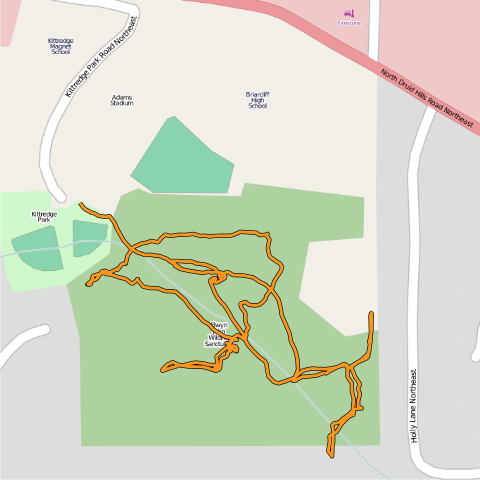 Firestone
Kittredge
Magnet
School
Kittredge Park Road Northeast
Adams
Stadium
Briarcliff
High
School
North Druid Hills Road Northeast
Kittredge
Park
Holly Lane Northeast